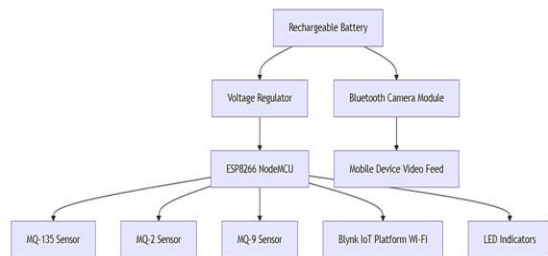 Rechargeable Battery
Voltage Regulator
Bluetooth Camera Module
ESP8266 NodeMCU
Mobile Device Video Feed
MQ-135 Sensor
MQ-2 Sensor
MQ-9 Sensor
Blynk IoT Platform Wi-Fi
LED Indicators